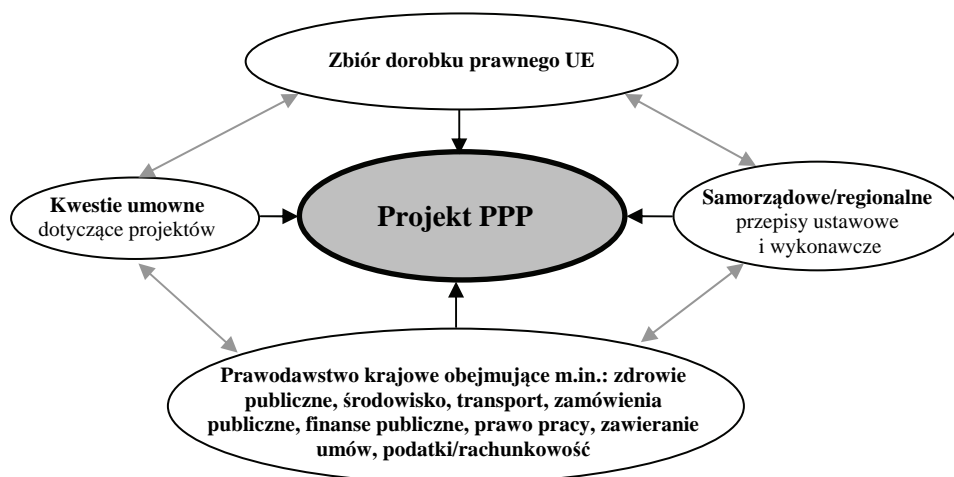 Zbiór dorobku prawnego UE
Kwestie umowne
dotyczące projektów
Projekt PPP
Samorządowe/regionalne
przepisy ustawowe
i wykonawcze
Prawodawstwo krajowe obejmujące m.in.: zdrowie
publiczne, środowisko, transport, zamówienia
publiczne, finanse publiczne, prawo pracy, zawieranie
umów, podatki/rachunkowość